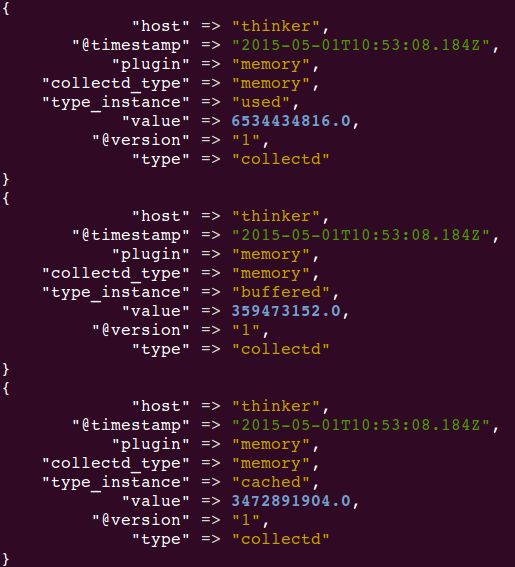 {
"host" => "thinker",
"@timestamp" => "2015-05-01T10:53:08.184Z",
"plugin" => "memory",
"collectd_type" => "memory",
"type_instance" => "used",
"value" => 6534434816.0,
"@version" => "1",
"type" => "collectd"
}
{
"host" => "thinker",
"@timestamp" => "2015-05-01T10:53:08.184Z",
"plugin" => "memory",
"collectd_type" => "memory",
"type_instance" => "buffered",
"value" => 359473152.0,
"@version" => "1",
"type" => "collectd"
}
{
"host" => "thinker",
"@timestamp" => "2015-05-01T10:53:08.184Z",
"plugin" => "memory",
"collectd_type" => "memory",
"type_instance" => "cached",
"value" => 3472891904.0,
"@version" => "1",
"type" => "collectd"
}